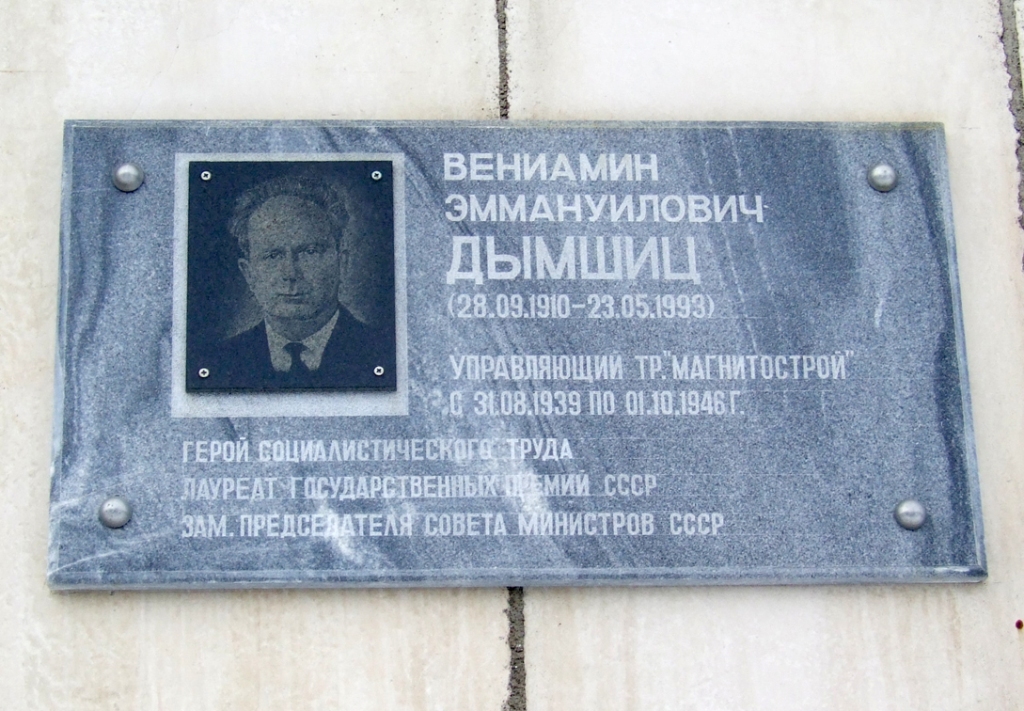 ВЕНИАМИН
ЭММАНУИЛОВИЧ
ДЫМШИЦ
(28.09.1910-23.05.1993)
УПРАВЛЯЮЩИЙ ТР."МАГНИТОСТРОЙ"
С 31.08.1939 ПО 01.10.1946 Г.
ГЕРОЙ СОЦИАЛИСТИЧЕСКОГО ТРУДА
ЛАУРЕАТ ГОСУДАРСТВЕННЫХ ПРЕМИЙ СССР
ЗАМ. ПРЕДСЕДАТЕЛЯ СОВЕТА МИНИСТРОВ СССР